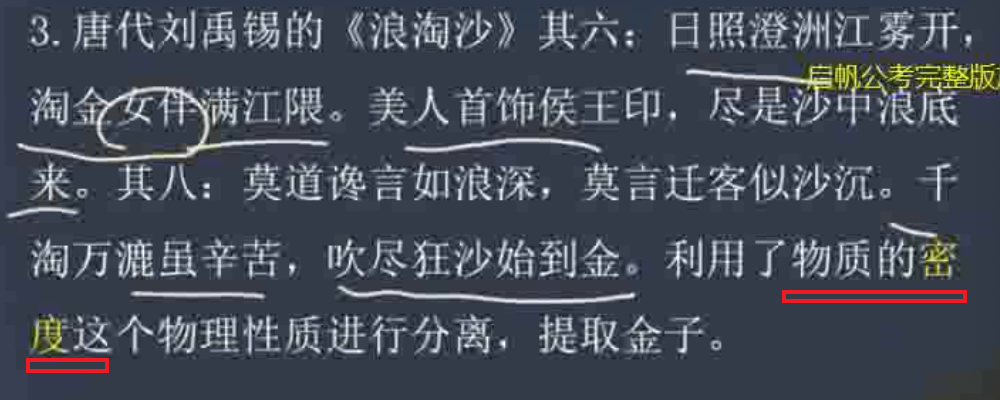 3.唐代刘禹锡的《浪淘沙》其六：日照澄洲江雾开，
启帆公考完整版
淘金女伴满江隈。美人首饰侯王印，尽是沙中浪底
来。其八：莫道谗言如浪深，莫言迁客似沙沉。千
淘万漉虽辛苦，吹尽狂沙始到金。利用了物质的密
度这个物理性质进行分离，提取金子。